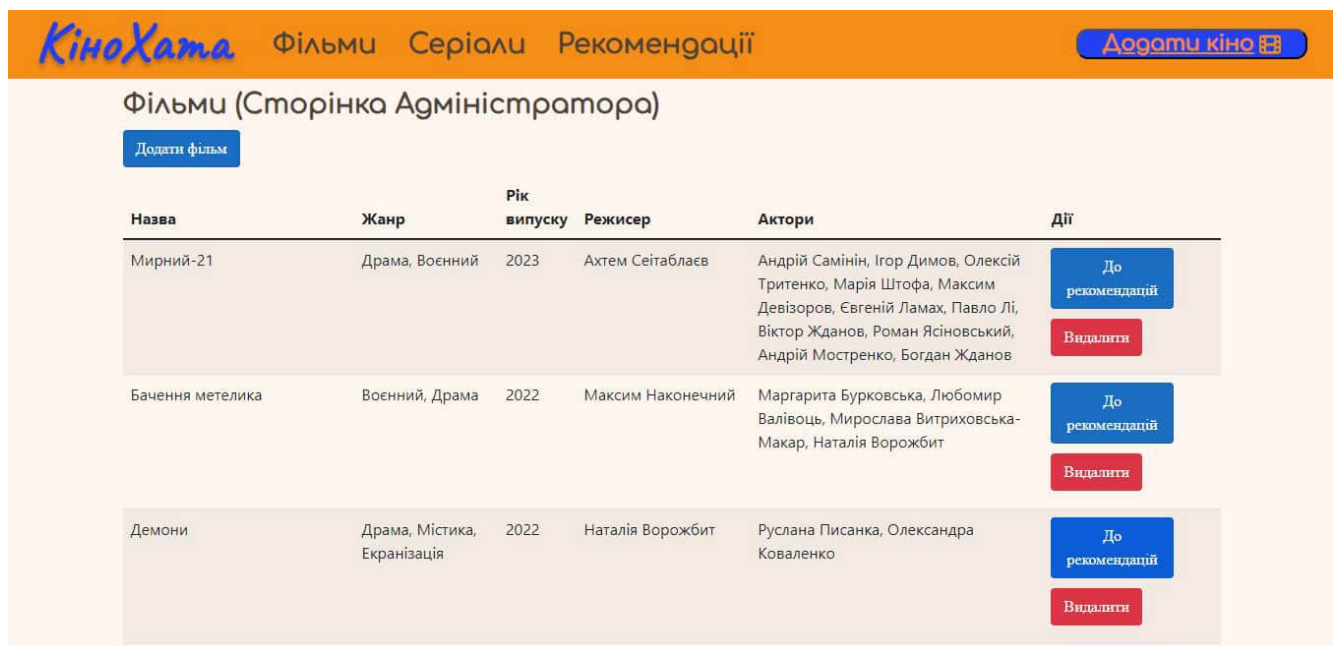 КіноХата Фільми Серіали Рекомендації Додати кіно
Фільми (Сторінка Адміністратора)
Додати фільм
Назва Жанр Рік випуску Режисер Актори Дії
Мирний-21 Драма, Воєнний 2023 Ахтем Сеітаблаєв
Андрій Самінін, Ігор Димов, Олексій
Тритенко, Марія Штофа, Максим
Девізоров, Євгеній Ламах, Павло Лі,
Віктор Жданов, Роман Ясіновський,
Андрій Мостренко, Богдан Жданов
До
рекомендацій
Видалити
Бачення метелика Воєнний, Драма 2022 Максим Наконечний
Маргарита Бурковська, Любомир
Валівоць, Мирослава Витриховська-
Макар, Наталія Ворожбит
До
рекомендацій
Видалити
Демони
Драма, Містика,
Екранізація
2022 Наталія Ворожбит
Руслана Писанка, Олександра
Коваленко
До
рекомендацій
Видалити